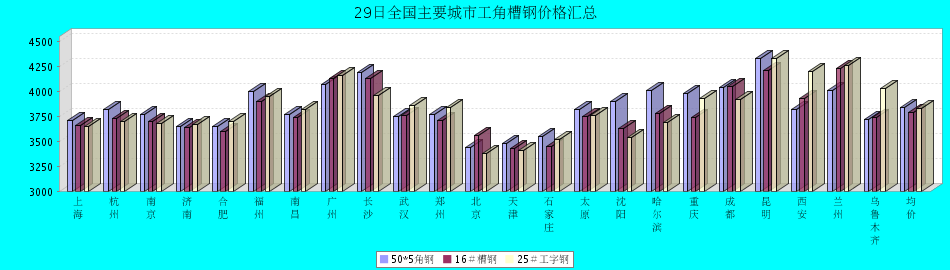 29日全国主要城市工角槽钢价格汇总
4500
4250
4000
3750
3500
3250
3000
上海 杭州 南京 济南 合肥 福州 南昌 广州 长沙 武汉 郑州 北京 天津 石家庄 太原 沈阳 哈尔滨 重庆 成都 昆明 西安 兰州 乌鲁木齐 均价
50*5角钢 16#槽钢 25#工字钢